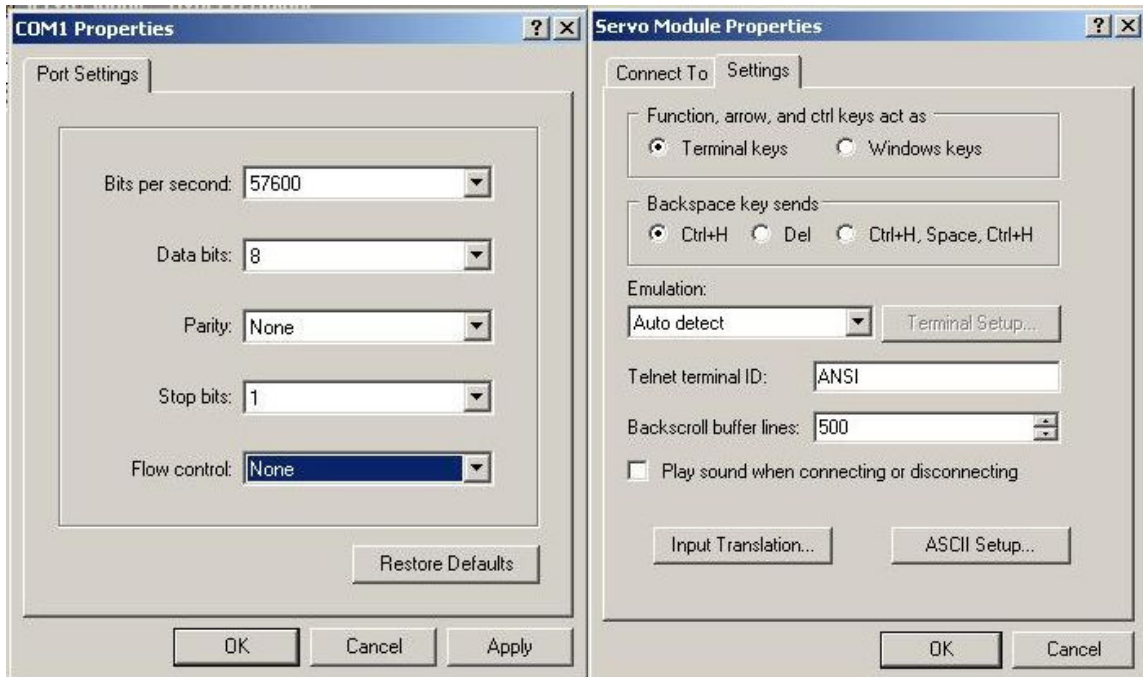 COM1 Properties
Port Settings
Bits per second: 57600
Data bits: 8
Parity: None
Stop bits: 1
Flow control: None
Restore Defaults
OK Cancel Apply
Servo Module Properties
Connect To Settings
Function, arrow, and ctrl keys act as
Terminal keys Windows keys
Backspace key sends
Ctrl+H Del Ctrl+H, Space, Ctrl+H
Emulation:
Auto detect Terminal Setup...
Telnet terminal ID: ANSI
Backscroll buffer lines: 500
Play sound when connecting or disconnecting
Input Translation... ASCII Setup...
OK Cancel